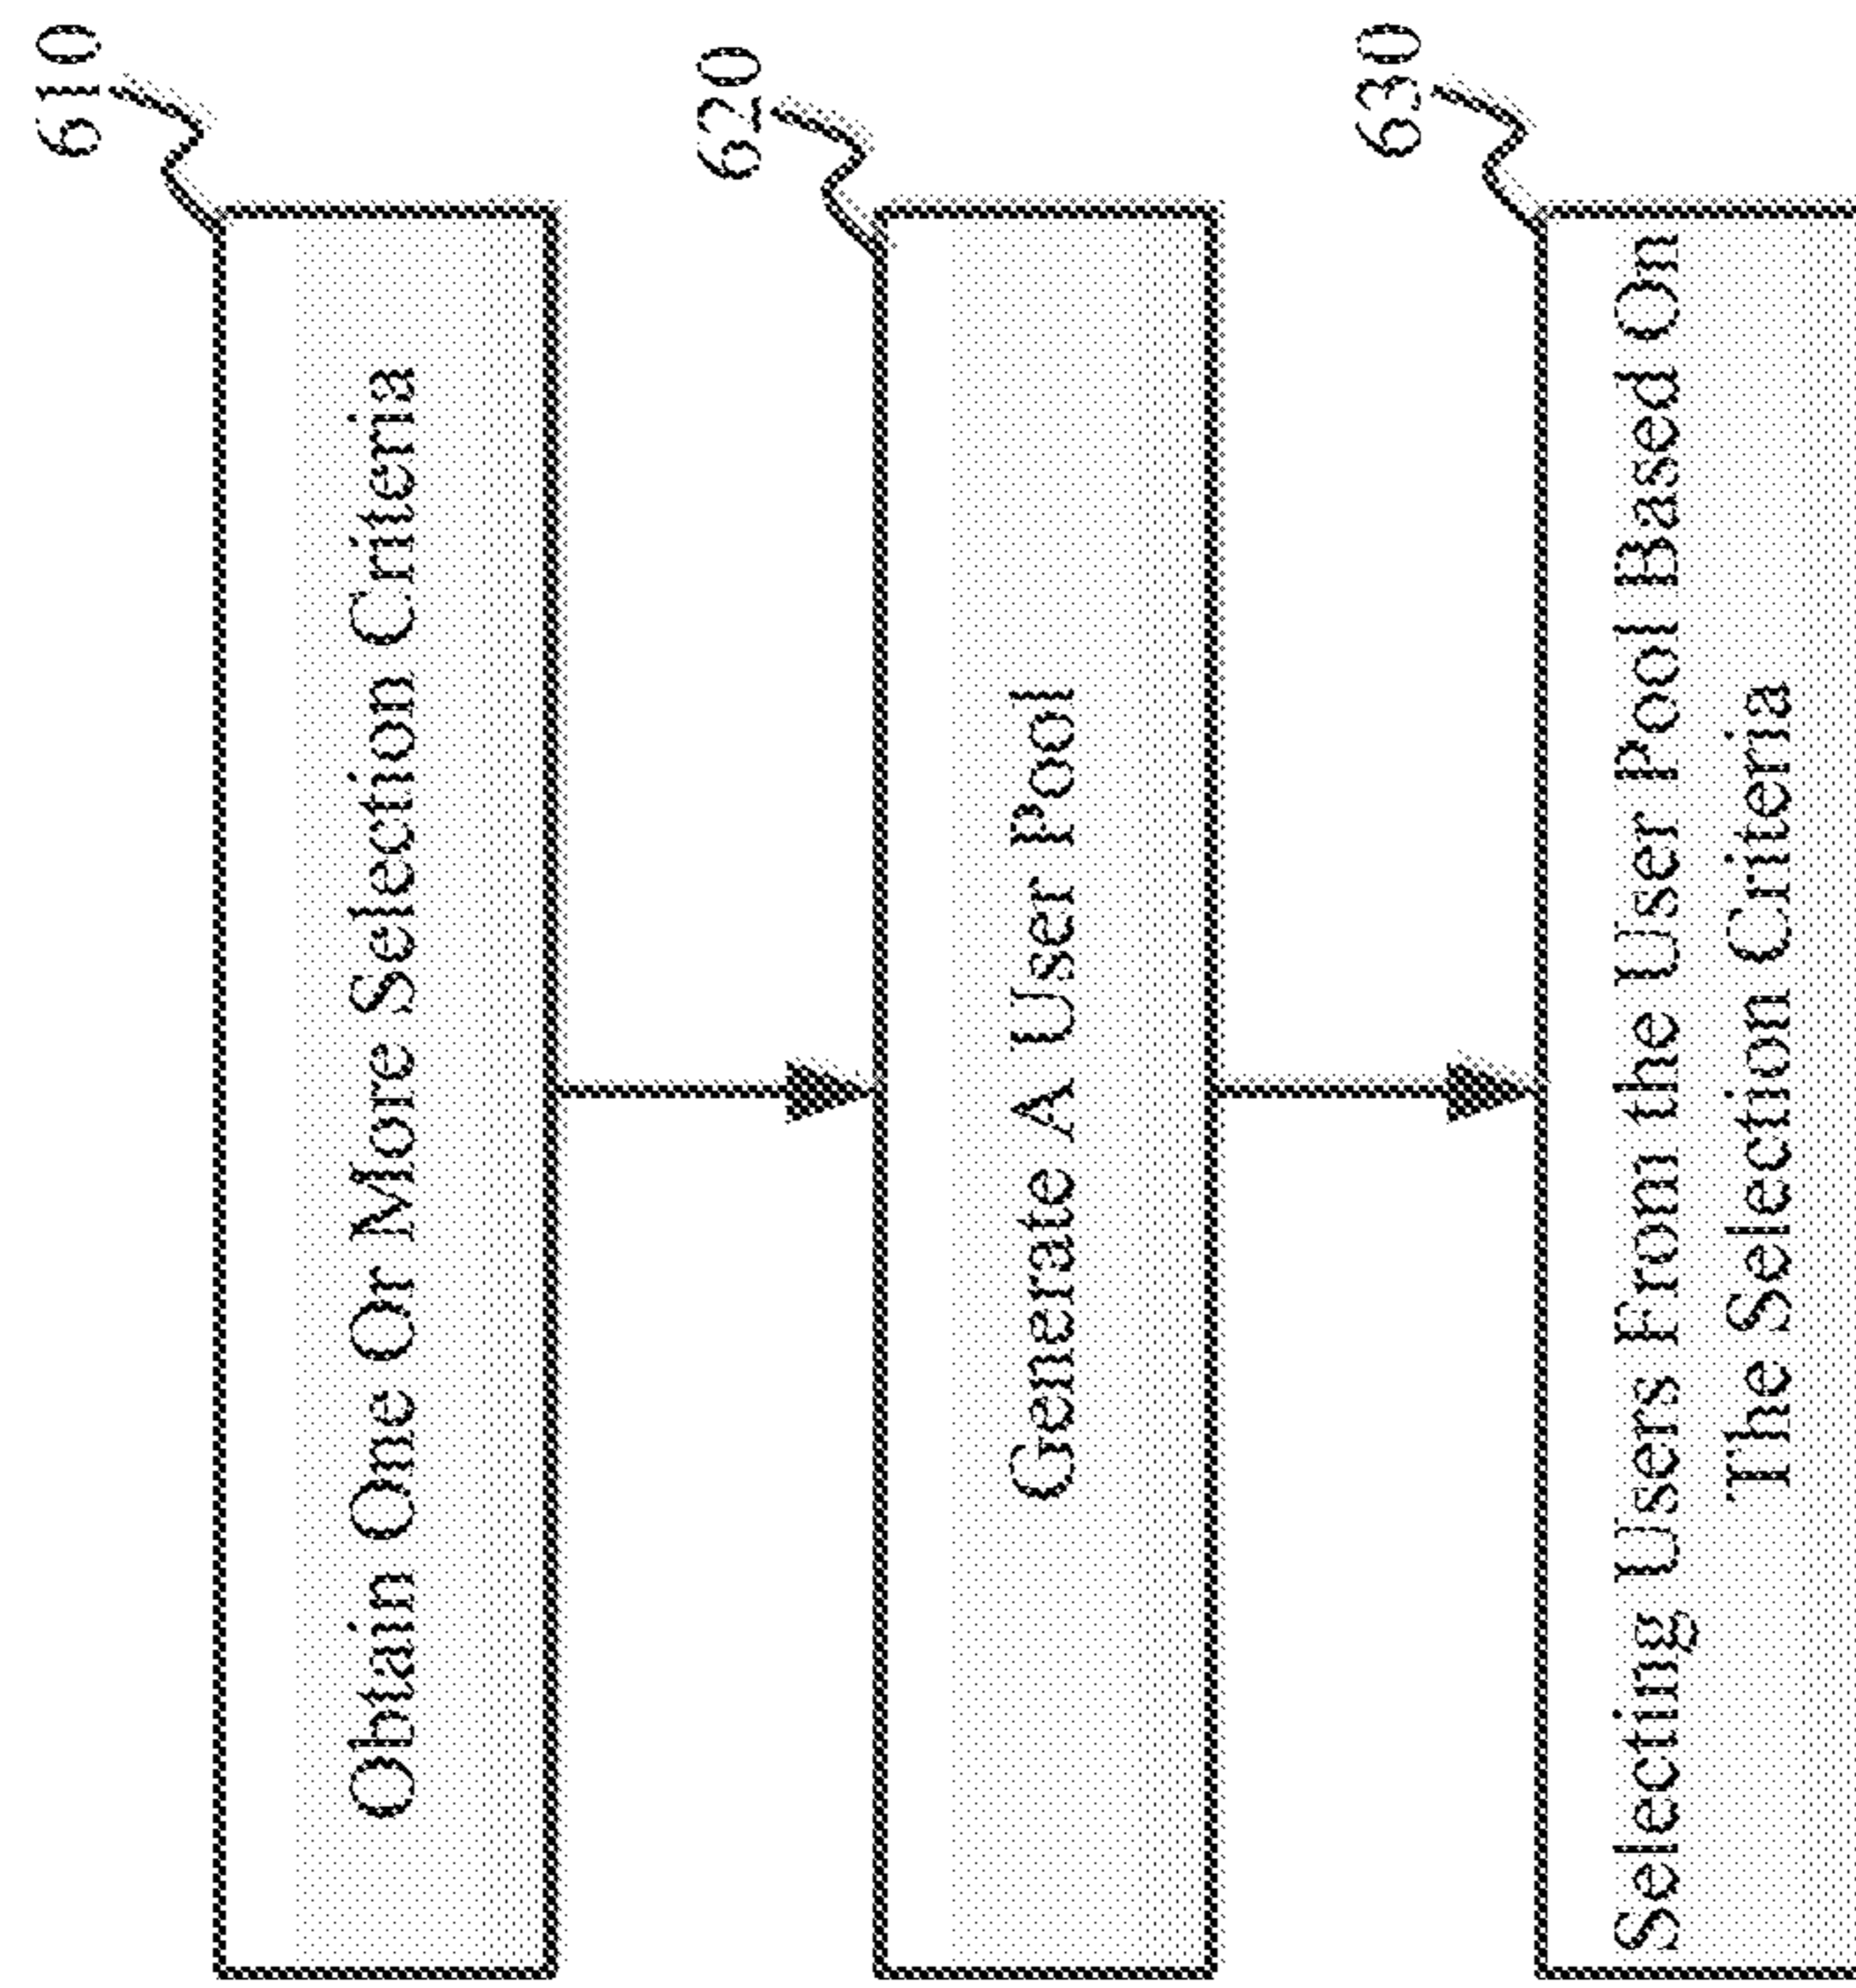 610
Obtain One Or More Selection Criteria
620
Generate A User Pool
630
Selecting Users From the User Pool Based On
The Selection Criteria